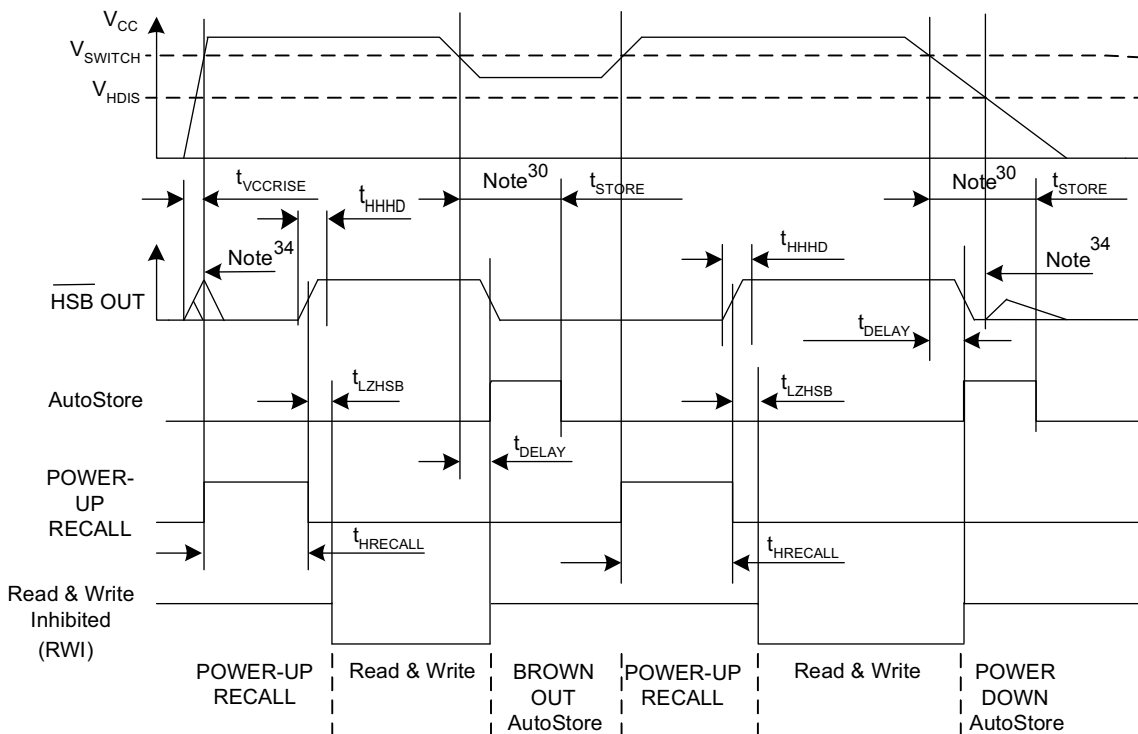 VCC
VSWITCH
VHDIS
tVCCRISE
Note30
tSTORE
Note30
tSTORE
tHHHD
Note34
tHHHD
Note34
HSB OUT
tDELAY
tLZHSB
tLZHSB
AutoStore
tDELAY
POWER-
UP
RECALL
tHRECALL
tHRECALL
Read & Write
Inhibited
(RWI)
POWER-UP
RECALL
Read & Write
BROWN
OUT
AutoStore
POWER-UP
RECALL
Read & Write
POWER
DOWN
AutoStore